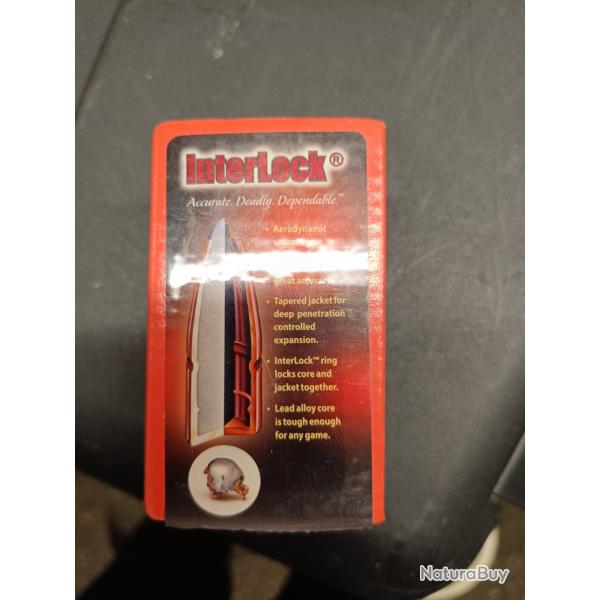 InterLock®
Accurate. Deadly. Dependable.™
• Aerodynamic
great accuracy
• Tapered jacket for
deep penetration
controlled
expansion.
• InterLock™ ring
locks core and
jacket together.
• Lead alloy core
is tough enough
for any game.
NaturaBuy